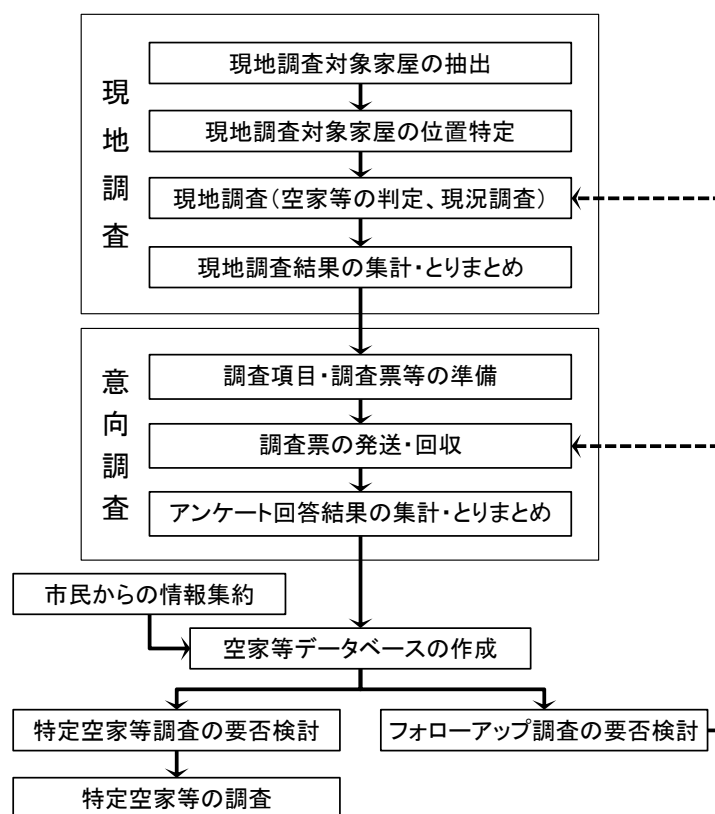 現地調査
現地調査対象家屋の抽出
現地調査対象家屋の位置特定
現地調査（空家等の判定、現況調査）
現地調査結果の集計・とりまとめ
意向調査
調査項目・調査票等の準備
調査票の発送・回収
アンケート回答結果の集計・とりまとめ
市民からの情報集約
空家等データベースの作成
特定空家等調査の要否検討
フォローアップ調査の要否検討
特定空家等の調査